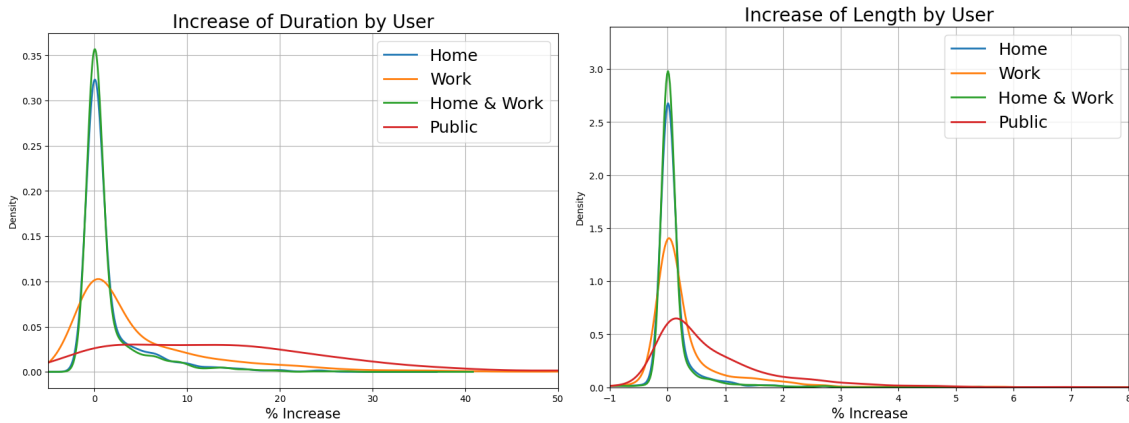 Increase of Duration by User
Home
Work
Home & Work
Public
Density
0.35
0.30
0.25
0.20
0.15
0.10
0.05
0.00
0
10
20
30
40
50
% Increase
Increase of Length by User
Home
Work
Home & Work
Public
Density
3.0
2.5
2.0
1.5
1.0
0.5
0.0
−1
0
1
2
3
4
5
6
7
8
% Increase